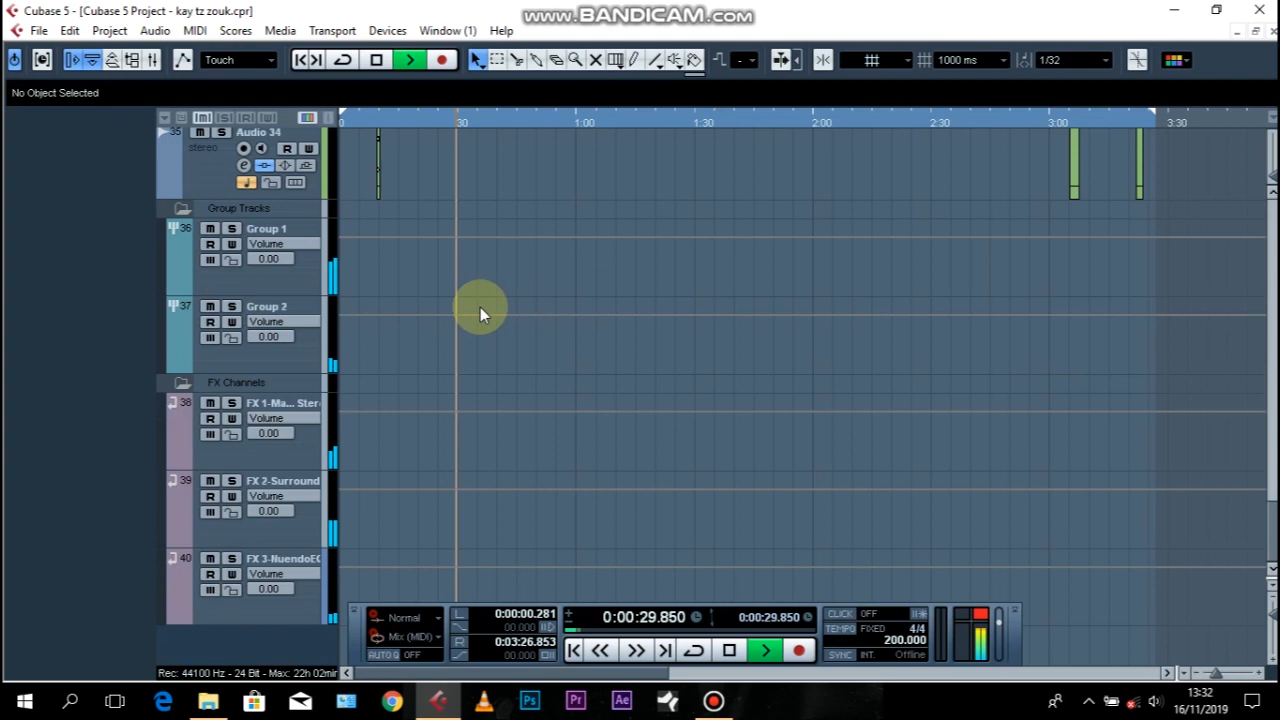 Cubase 5 - [Cubase 5 Project - kay tz zouk.cpr]
www.BANDICAM.com
File Edit Project Audio MIDI Scores Media Transport Devices Window (1) Help
Touch
1000 ms
1/32
No Object Selected
0 30 1:00 1:30 2:00 2:30 3:00 3:30
35 M S Audio 34
stereo R W
e
Group Tracks
36 M S Group 1
R W Volume
0.00
37 M S Group 2
R W Volume
0.00
FX Channels
38 M S FX 1-Ma... Ster
R W Volume
0.00
39 M S FX 2-Surround
R W Volume
0.00
40 M S FX 3-NuendoEQ
R W Volume
0.00
Normal L 0:00:00.281 0:00:29.850 0:00:29.850 CLICK OFF
00.000 TEMPO FIXED 4/4
Mix (MIDI) R 0:03:26.853 200.000
AUTO Q OFF 00.000 SYNC INT. Offline
Rec: 44100 Hz - 24 Bit - Max: 22h 02min
Ps Pr Ae
13:32
16/11/2019